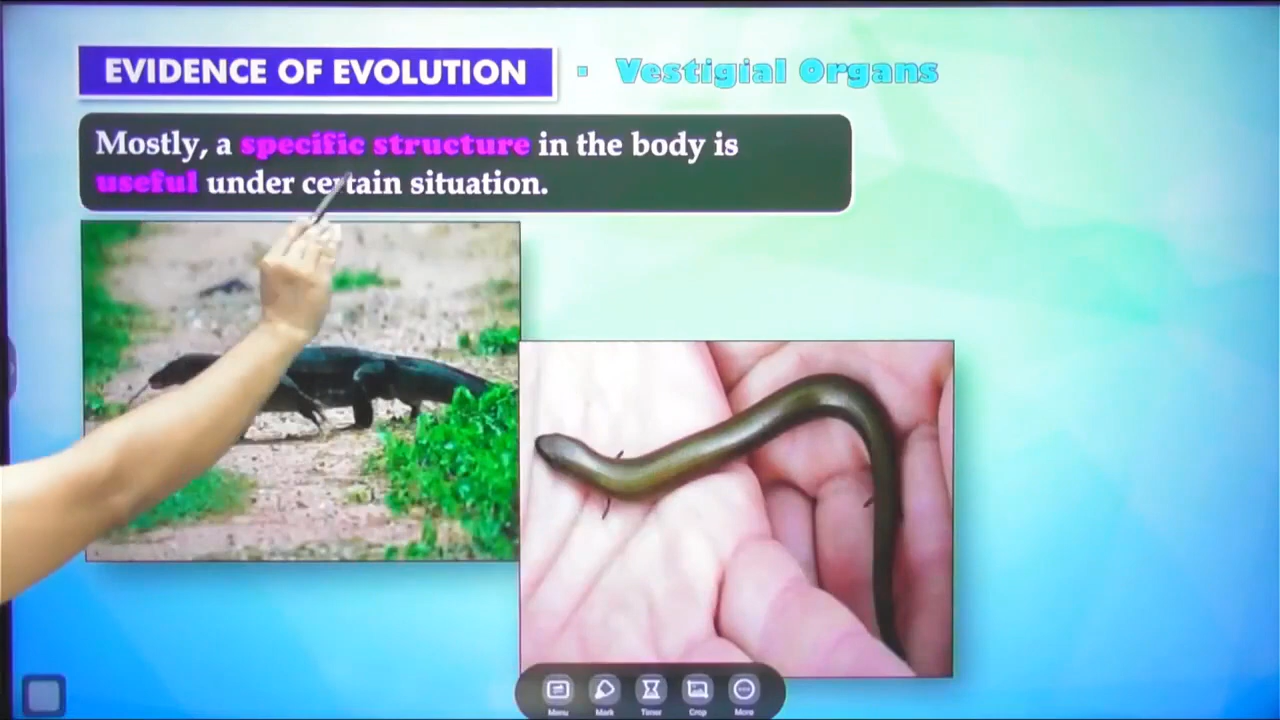 EVIDENCE OF EVOLUTION
▪ Vestigial Organs
Mostly, a specific structure in the body is
useful under certain situation.
Menu
Mark
Timer
Crop
More